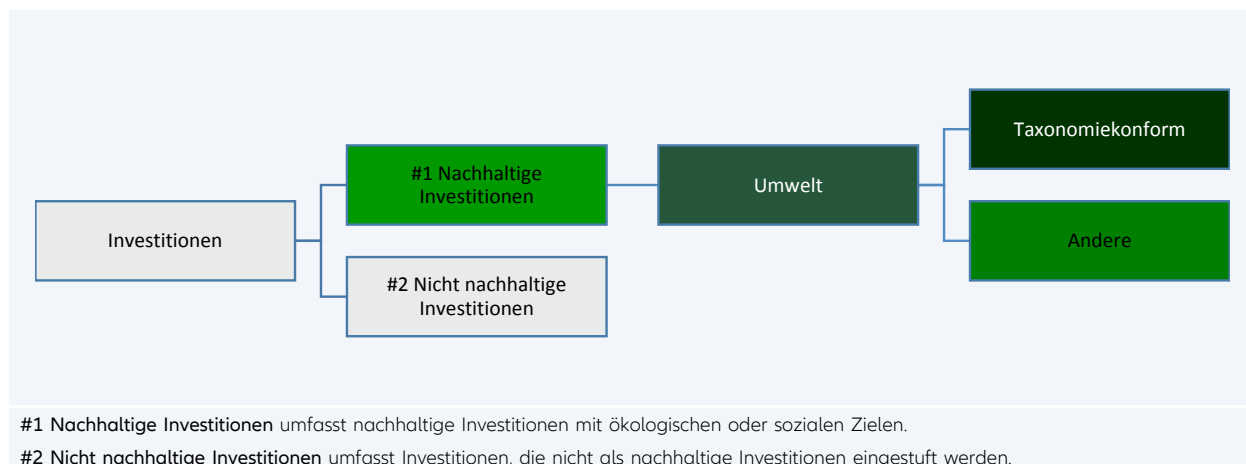 Taxonomiekonform
#1 Nachhaltige
Investitionen
Umwelt
Investitionen
Andere
#2 Nicht nachhaltige
Investitionen
#1 Nachhaltige Investitionen umfasst nachhaltige Investitionen mit ökologischen oder sozialen Zielen.
#2 Nicht nachhaltige Investitionen umfasst Investitionen, die nicht als nachhaltige Investitionen eingestuft werden.